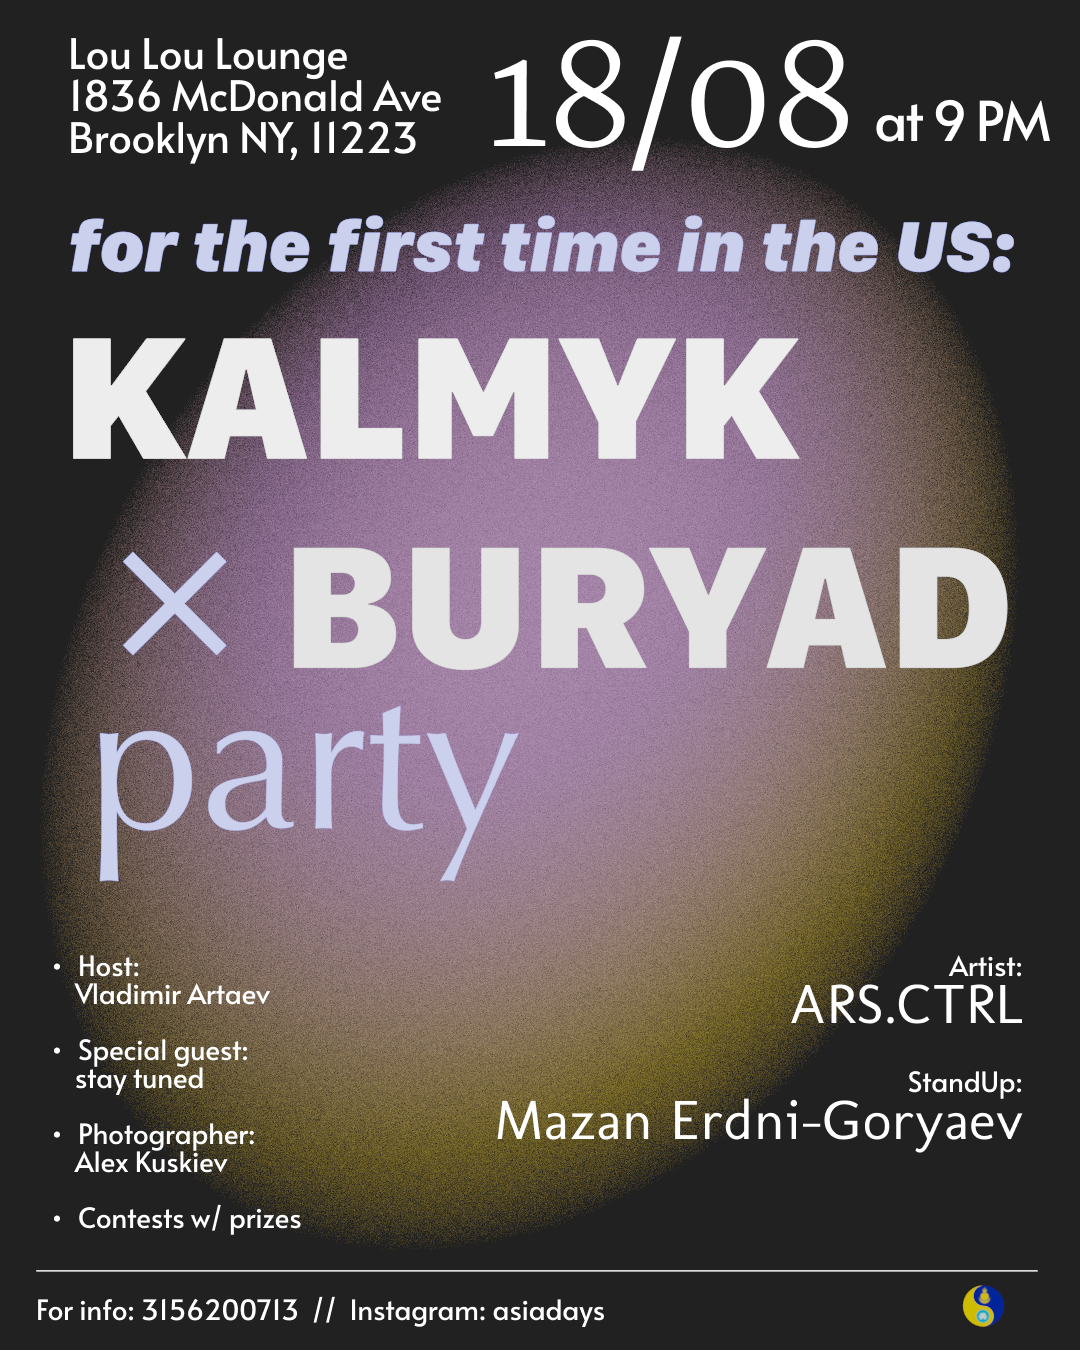 Lou Lou Lounge
1836 McDonald Ave
Brooklyn NY, 11223
18/08 at 9 PM
for the first time in the US:
KALMYK
× BURYAD
party
• Host:
Vladimir Artaev
• Special guest:
stay tuned
• Photographer:
Alex Kuskiev
• Contests w/ prizes
Artist:
ARS.CTRL
StandUp:
Mazan Erdni-Goryaev
For info: 3156200713 // Instagram: asiadays